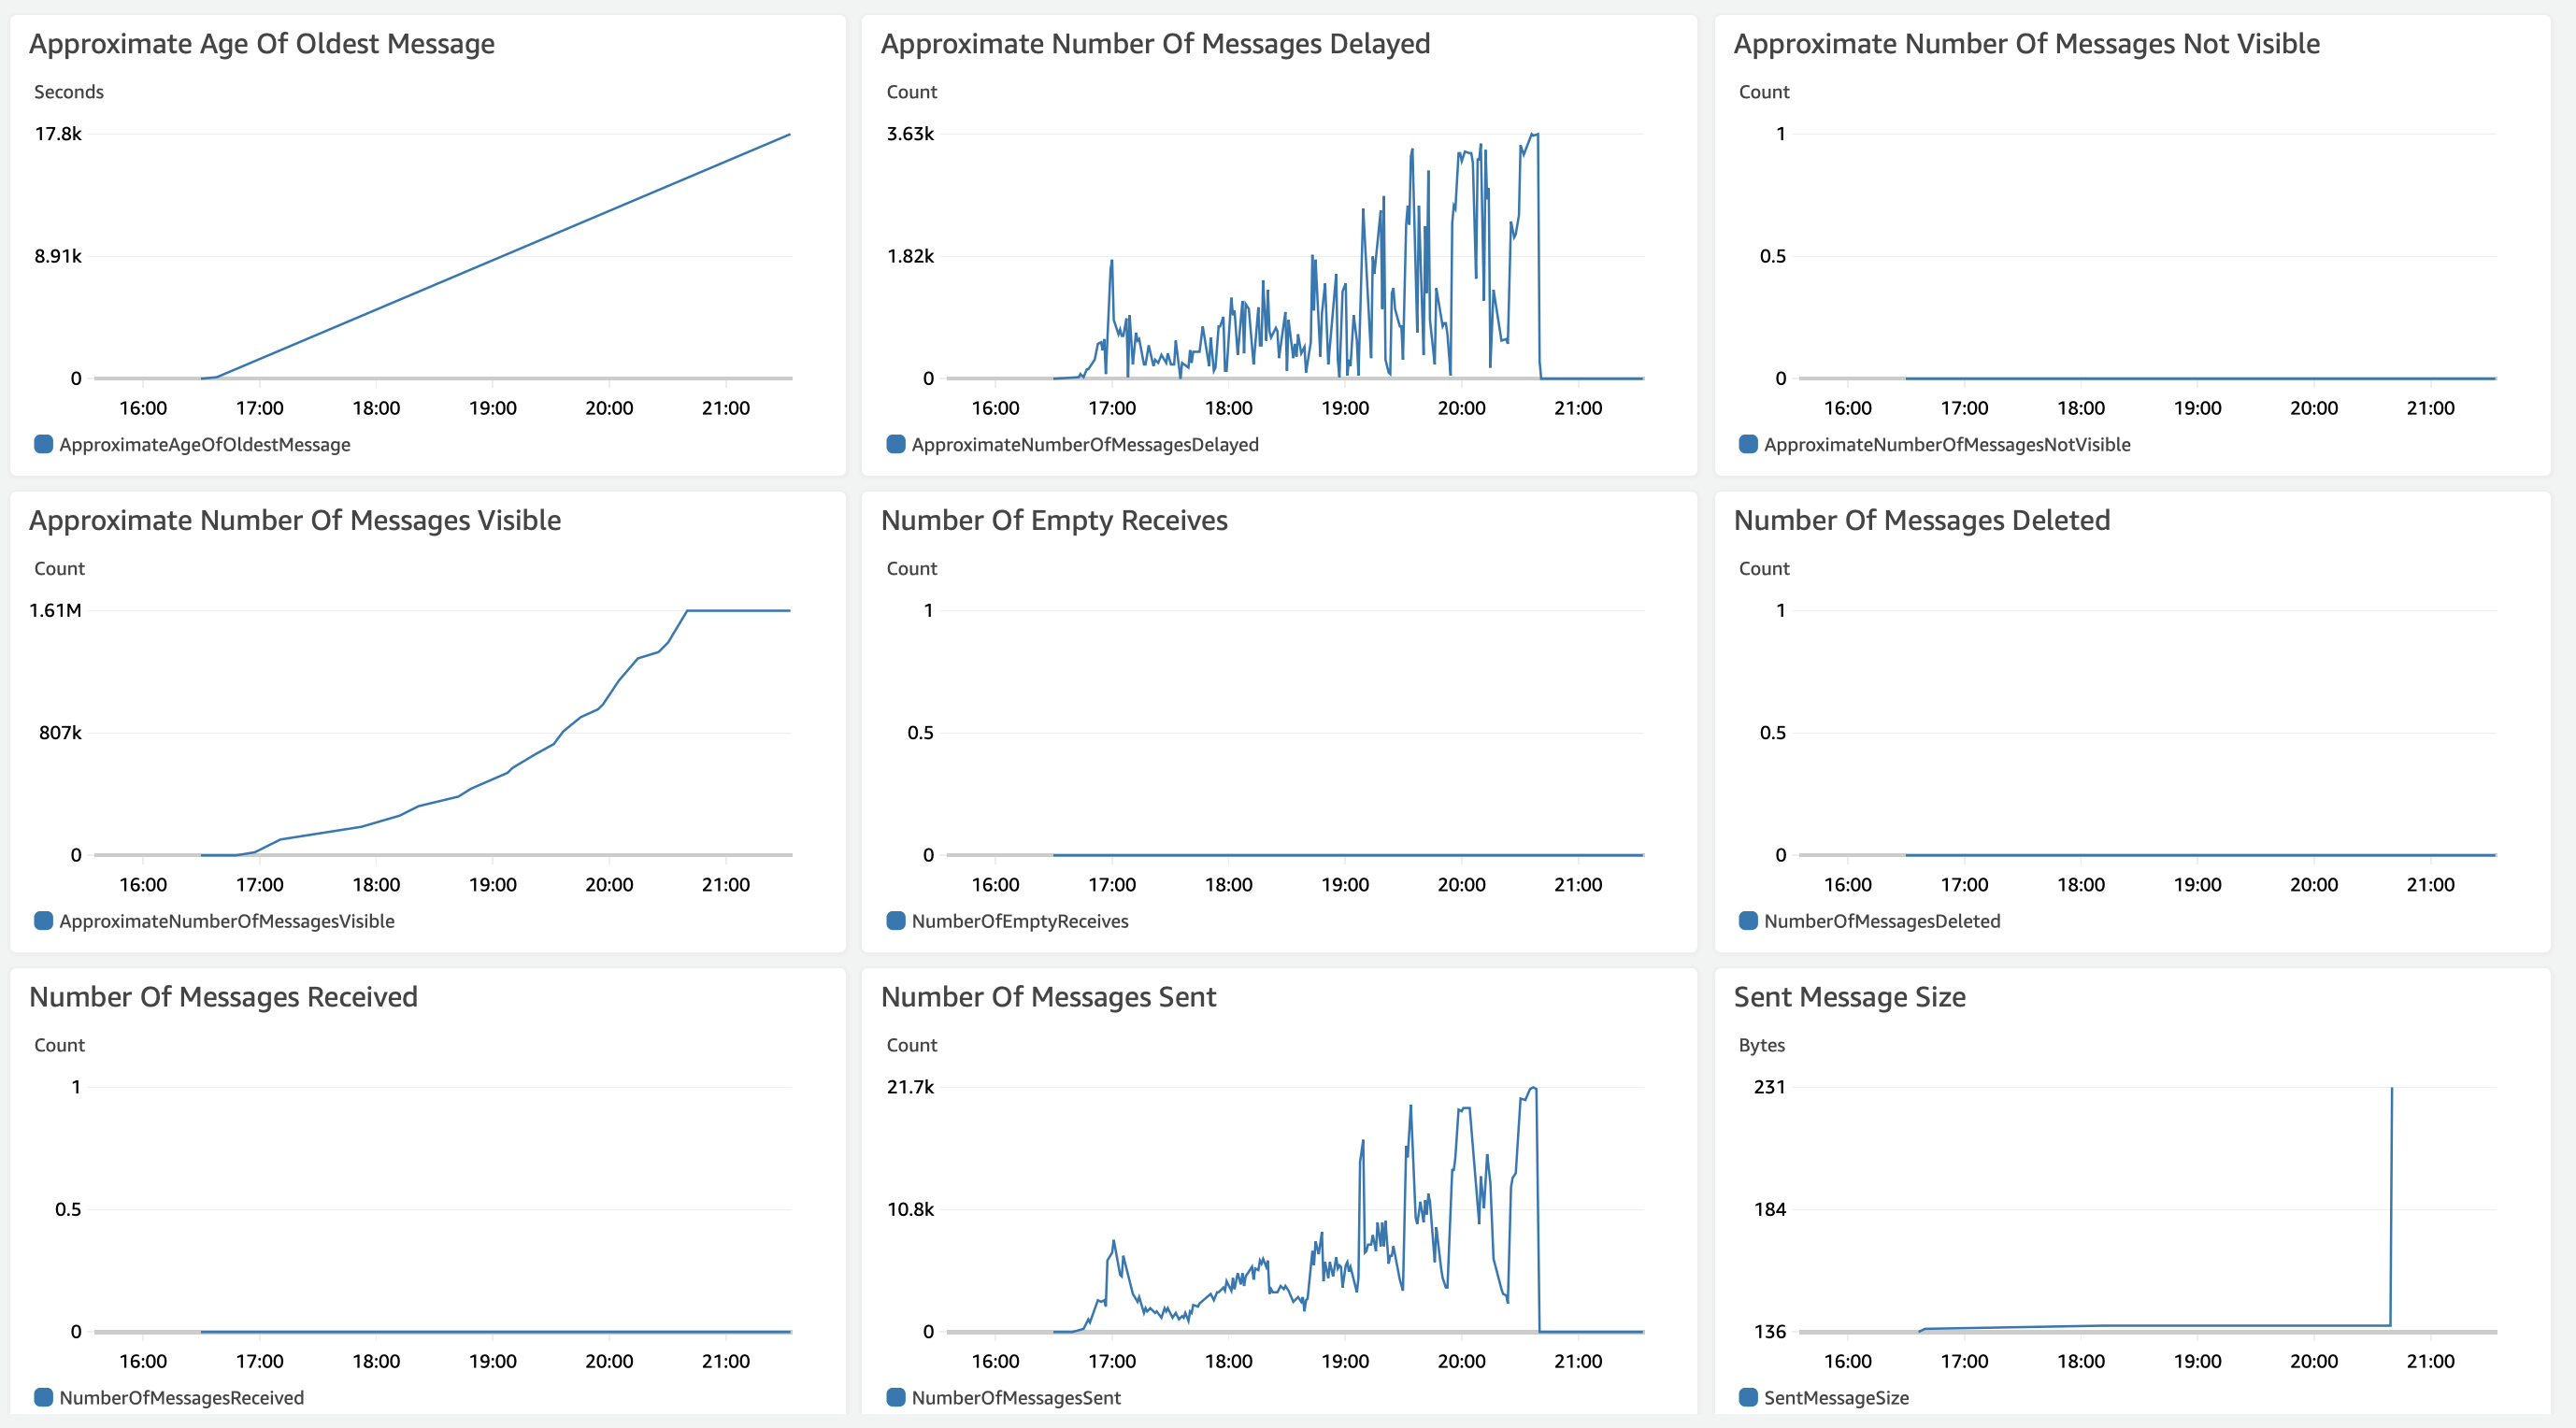 Approximate Age Of Oldest Message
Seconds
17.8k
8.91k
0
16:00 17:00 18:00 19:00 20:00 21:00
ApproximateAgeOfOldestMessage
Approximate Number Of Messages Delayed
Count
3.63k
1.82k
0
16:00 17:00 18:00 19:00 20:00 21:00
ApproximateNumberOfMessagesDelayed
Approximate Number Of Messages Not Visible
Count
1
0.5
0
16:00 17:00 18:00 19:00 20:00 21:00
ApproximateNumberOfMessagesNotVisible
Approximate Number Of Messages Visible
Count
1.61M
807k
0
16:00 17:00 18:00 19:00 20:00 21:00
ApproximateNumberOfMessagesVisible
Number Of Empty Receives
Count
1
0.5
0
16:00 17:00 18:00 19:00 20:00 21:00
NumberOfEmptyReceives
Number Of Messages Deleted
Count
1
0.5
0
16:00 17:00 18:00 19:00 20:00 21:00
NumberOfMessagesDeleted
Number Of Messages Received
Count
1
0.5
0
16:00 17:00 18:00 19:00 20:00 21:00
NumberOfMessagesReceived
Number Of Messages Sent
Count
21.7k
10.8k
0
16:00 17:00 18:00 19:00 20:00 21:00
NumberOfMessagesSent
Sent Message Size
Bytes
231
184
136
16:00 17:00 18:00 19:00 20:00 21:00
SentMessageSize